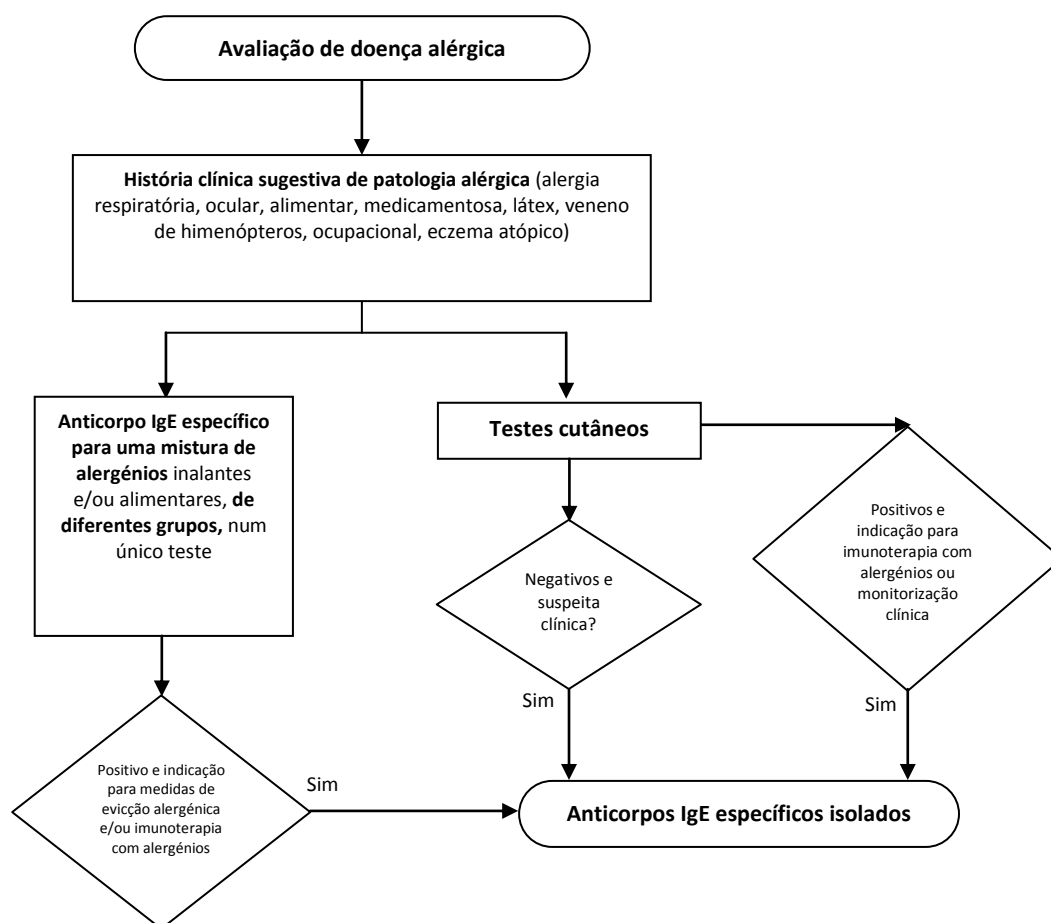 Avaliação de doença alérgica
História clínica sugestiva de patologia alérgica (alergia
respiratória, ocular, alimentar, medicamentosa, látex, veneno
de himenópteros, ocupacional, eczema atópico)
Anticorpo IgE específico
para uma mistura de
alergénios inalantes
e/ou alimentares, de
diferentes grupos, num
único teste
Testes cutâneos
Positivos e
indicação para
imunoterapia com
alergénios ou
monitorização
clínica
Negativos e
suspeita
clínica?
Sim
Sim
Positivo e indicação
para medidas de
evicção alergénica
e/ou imunoterapia
com alergénios
Sim
Anticorpos IgE específicos isolados